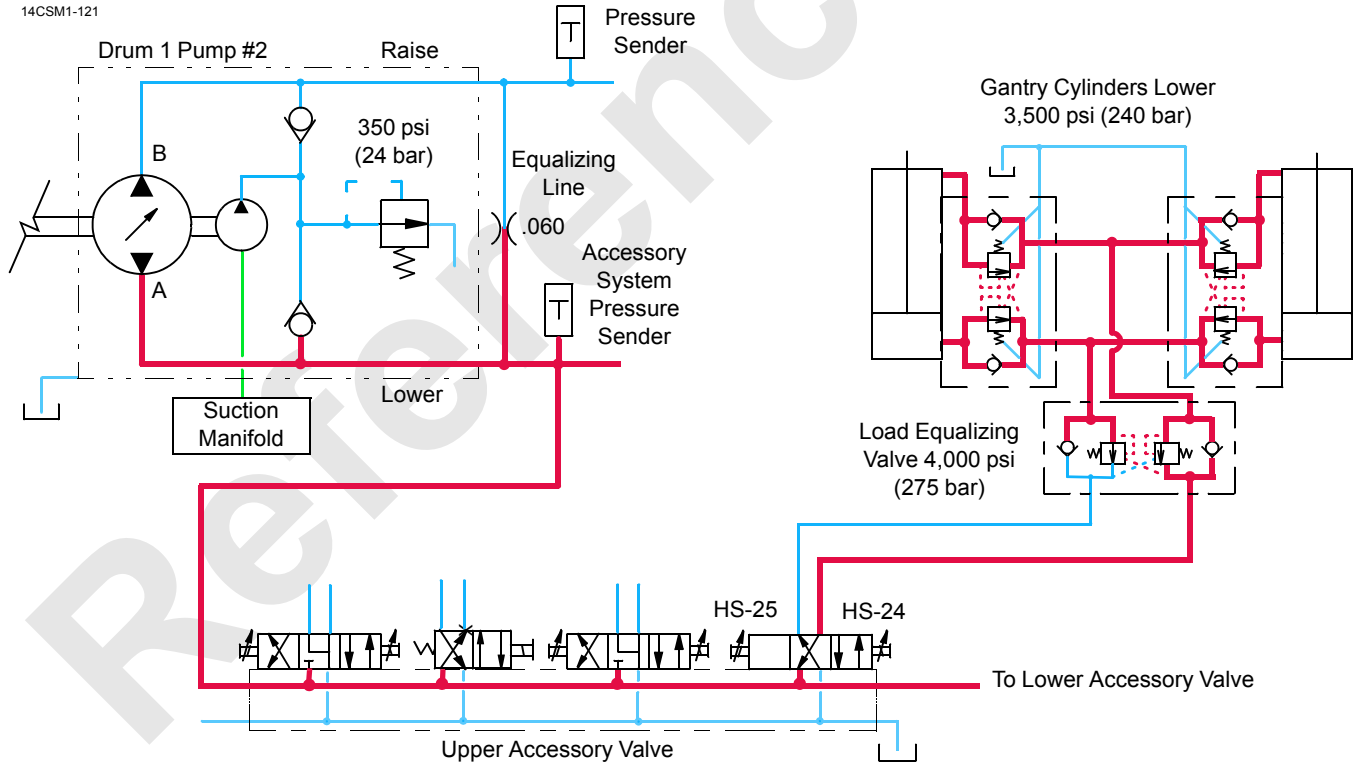 14CSM1-121
Drum 1 Pump #2
Raise
Pressure
Sender
B
350 psi
(24 bar)
Equalizing
Line
.060
A
Accessory
System
Pressure
Sender
Lower
Suction
Manifold
Gantry Cylinders Lower
3,500 psi (240 bar)
Load Equalizing
Valve 4,000 psi
(275 bar)
HS-25
HS-24
To Lower Accessory Valve
Upper Accessory Valve
T
T
Referenc